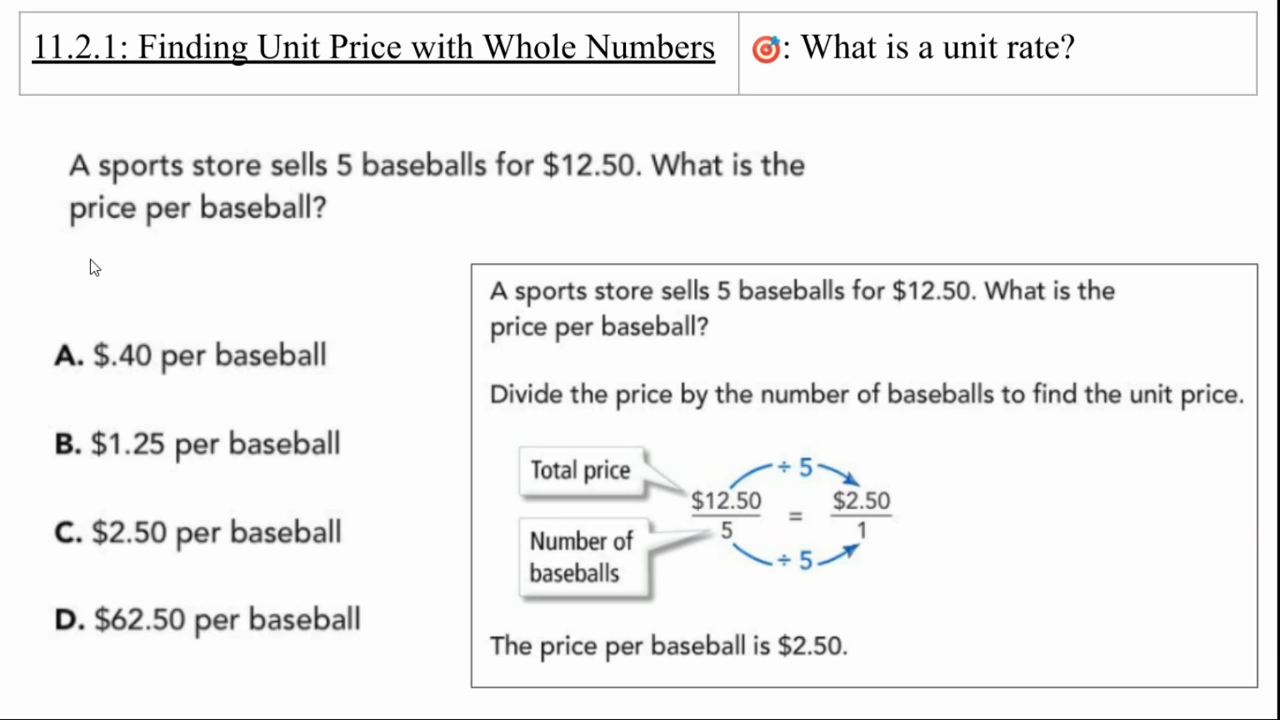 11.2.1: Finding Unit Price with Whole Numbers
🎯: What is a unit rate?
A sports store sells 5 baseballs for $12.50. What is the
price per baseball?
A. $.40 per baseball
B. $1.25 per baseball
C. $2.50 per baseball
D. $62.50 per baseball
A sports store sells 5 baseballs for $12.50. What is the
price per baseball?
Divide the price by the number of baseballs to find the unit price.
Total price
Number of
baseballs
÷ 5
$12.50 = $2.50
5 1
÷ 5
The price per baseball is $2.50.